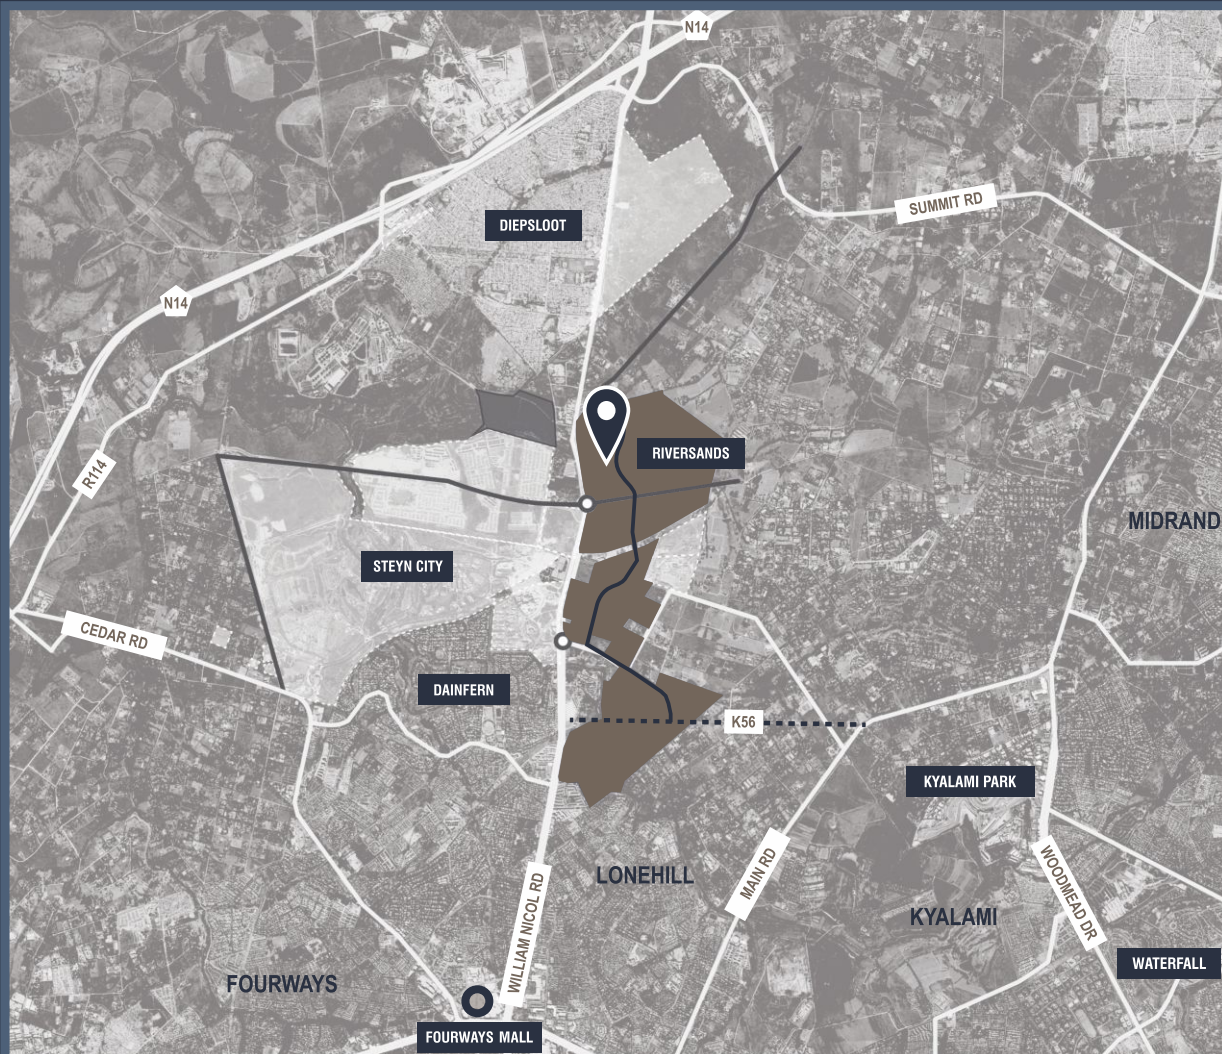 N14
SUMMIT RD
DIEPSLOOT
N14
RIVERSANDS
R114
MIDRAND
STEYN CITY
CEDAR RD
DAINFERN
K56
KYALAMI PARK
LONEHILL
MAIN RD
WOODMEAD DR
KYALAMI
WILLIAM NICOL RD
WATERFALL
FOURWAYS
FOURWAYS MALL